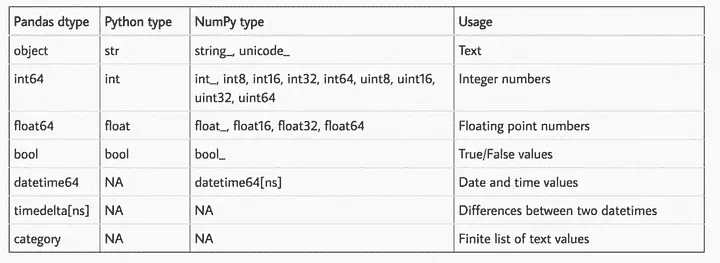 Pandas dtype Python type NumPy type Usage
object str string_, unicode_ Text
int64 int int_, int8, int16, int32, int64, uint8, uint16, Integer numbers
uint32, uint64
float64 float float_, float16, float32, float64 Floating point numbers
bool bool bool_ True/False values
datetime64 NA datetime64[ns] Date and time values
timedelta[ns] NA NA Differences between two datetimes
category NA NA Finite list of text values